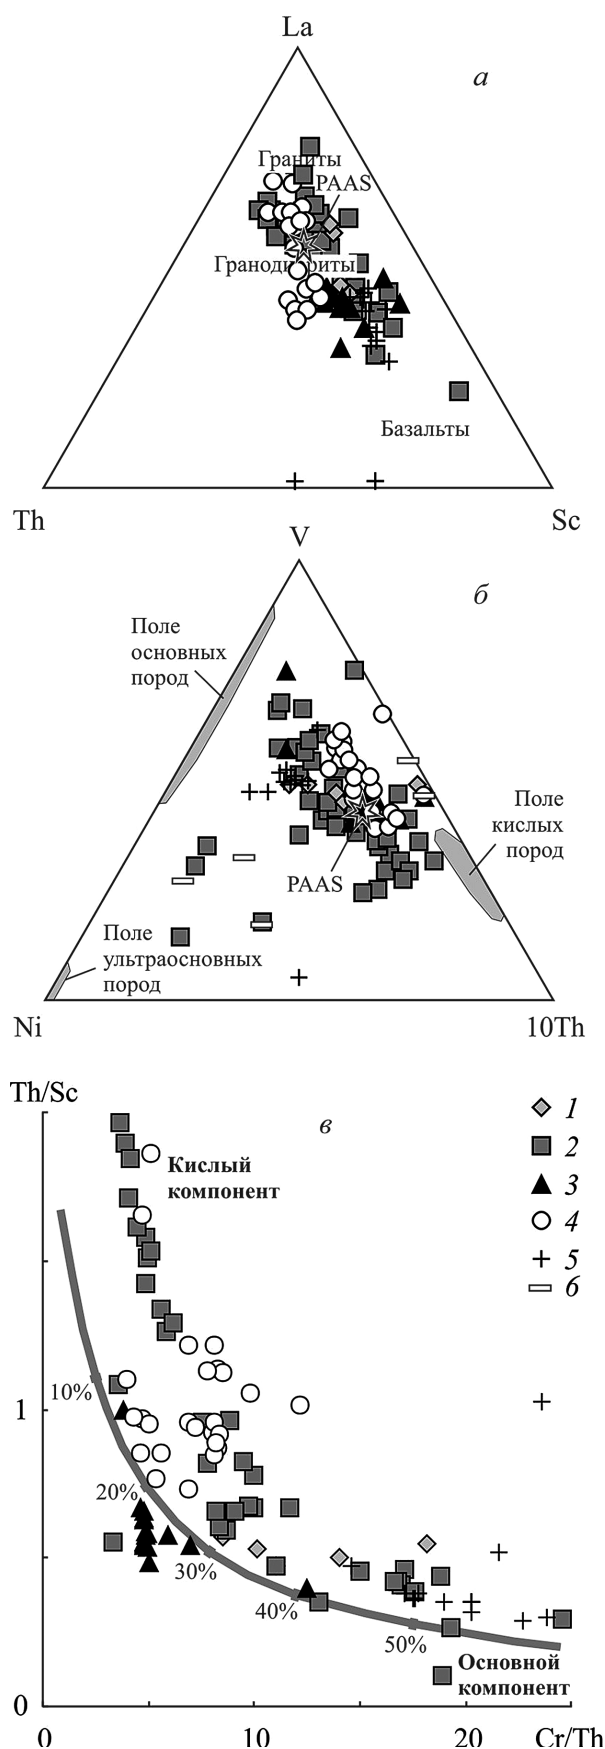 La
а
Граниты
PAAS
Гранодиориты
Базальты
Th
Sc
V
б
Поле
основных
пород
Поле
кислых
пород
PAAS
Поле
ультраосновных
пород
Ni
10Th
Th/Sc
в
1
2
3
4
5
6
Кислый
компонент
10%
1
20%
30%
40%
50%
Основной
компонент
0
0
10
20
Cr/Th